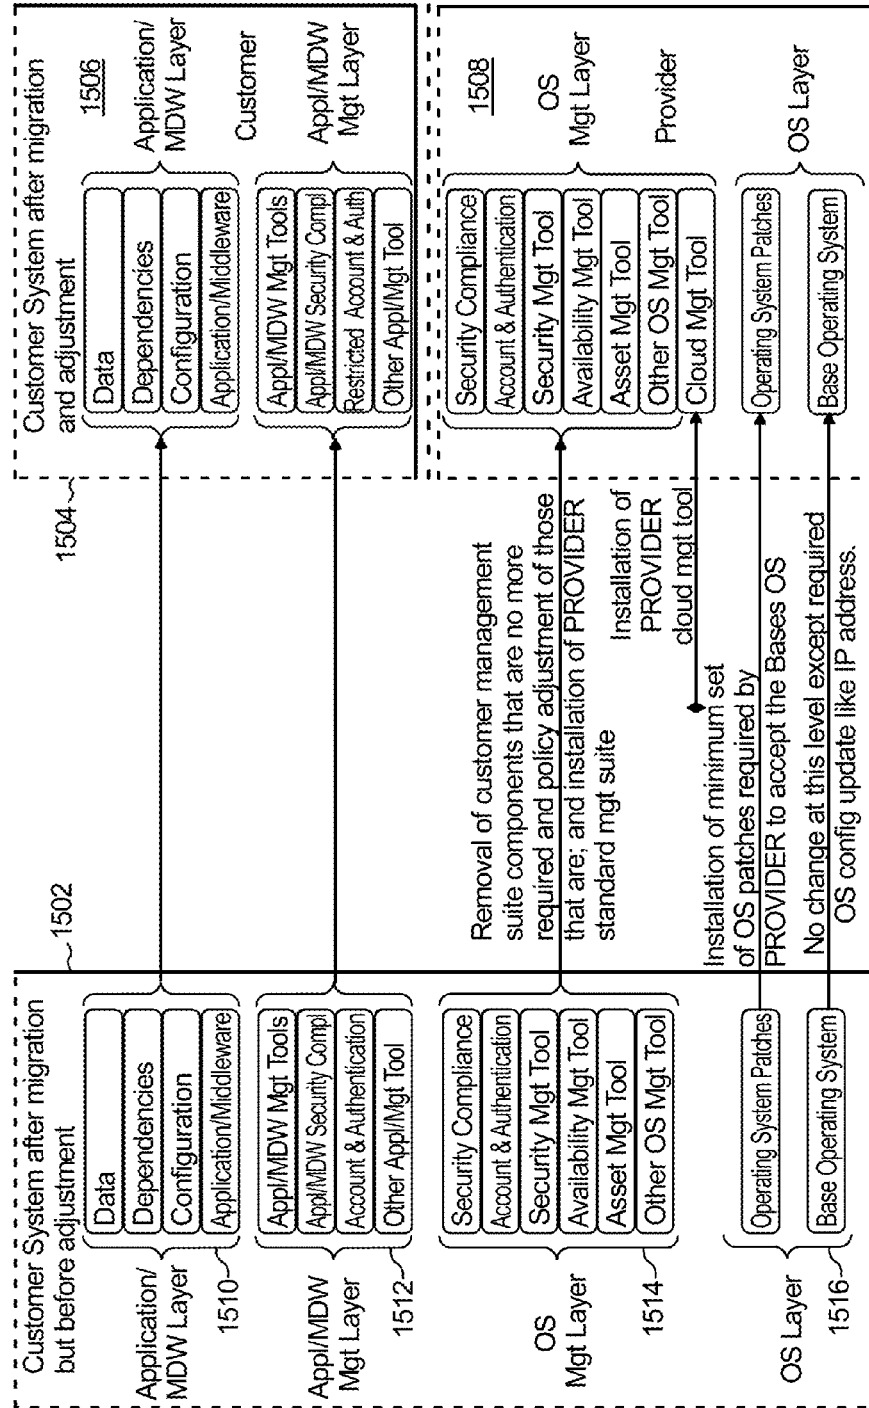 Customer System after migration
but before adjustment
1502
Application/
MDW Layer
1510
Data
Dependencies
Configuration
Application/Middleware
Appl/MDW
Mgt Layer
1512
Appl/MDW Mgt Tools
Appl/MDW Security Compl
Account & Authentication
Other Appl/Mgt Tool
OS
Mgt Layer
1514
Security Compliance
Account & Authentication
Security Mgt Tool
Availability Mgt Tool
Asset Mgt Tool
Other OS Mgt Tool
OS Layer
1516
Operating System Patches
Base Operating System
Removal of customer management
suite components that are no more
required and policy adjustment of those
that are; and installation of PROVIDER
standard mgt suite
Installation of
PROVIDER
cloud mgt tool
Installation of minimum set
of OS patches required by
PROVIDER to accept the Bases OS
No change at this level except required
OS config update like IP address.
1504
Customer System after migration
and adjustment
1506
Data
Dependencies
Configuration
Application/Middleware
Application/
MDW Layer
Customer
Appl/MDW Mgt Tools
Appl/MDW Security Compl
Restricted Account & Auth
Other Appl/Mgt Tool
Appl/MDW
Mgt Layer
1508
Security Compliance
Account & Authentication
Security Mgt Tool
Availability Mgt Tool
Asset Mgt Tool
Other OS Mgt Tool
Cloud Mgt Tool
OS
Mgt Layer
Provider
Operating System Patches
Base Operating System
OS Layer